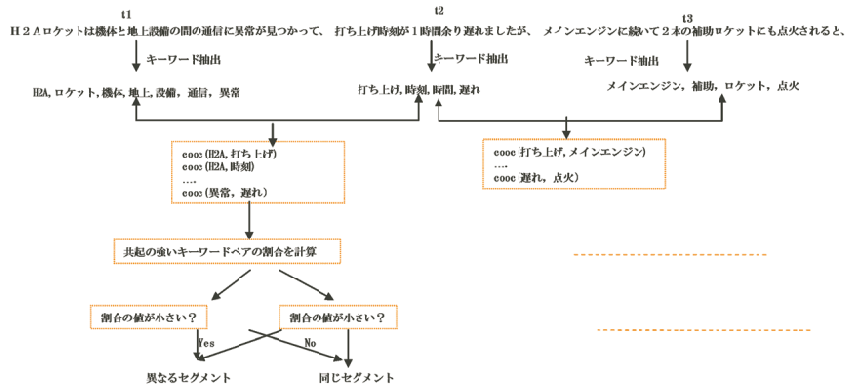 t1
t2
t3
H2Aロケットは機体と地上設備の間の通信に異常が見つかって、
打ち上げ時刻が1時間余り遅れましたが、
メインエンジンに続いて2本の補助ロケットにも点火されると、
キーワード抽出
キーワード抽出
キーワード抽出
H2A, ロケット, 機体, 地上, 設備, 通信, 異常
打ち上げ, 時刻, 時間, 遅れ
メインエンジン, 補助, ロケット, 点火
cooc(H2A, 打ち上げ)
cooc(H2A, 時刻)
….
cooc(異常, 遅れ)
cooc 打ち上げ, メインエンジン)
….
cooc 遅れ, 点火)
共起の強いキーワードペアの割合を計算
割合の値が小さい?
割合の値が小さい?
Yes
No
異なるセグメント
同じセグメント